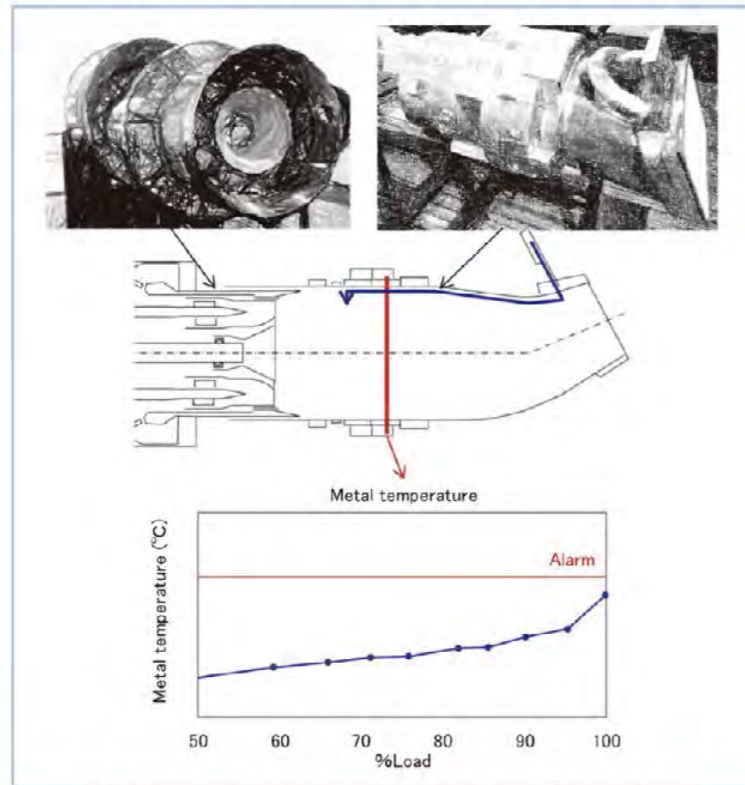 Metal temperature
Metal temperature (℃)
Alarm
50 60 70 80 90 100
%Load